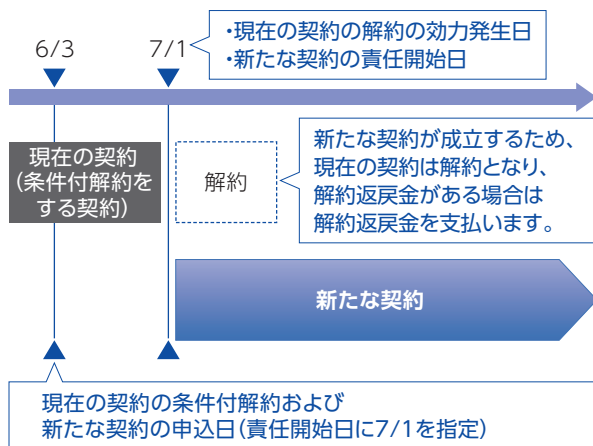 6/3
7/1
・現在の契約の解約の効力発生日
・新たな契約の責任開始日
現在の契約
(条件付解約を
する契約)
解約
新たな契約が成立するため、
現在の契約は解約となり、
解約返戻金がある場合は
解約返戻金を支払います。
新たな契約
現在の契約の条件付解約および
新たな契約の申込日(責任開始日に7/1を指定)